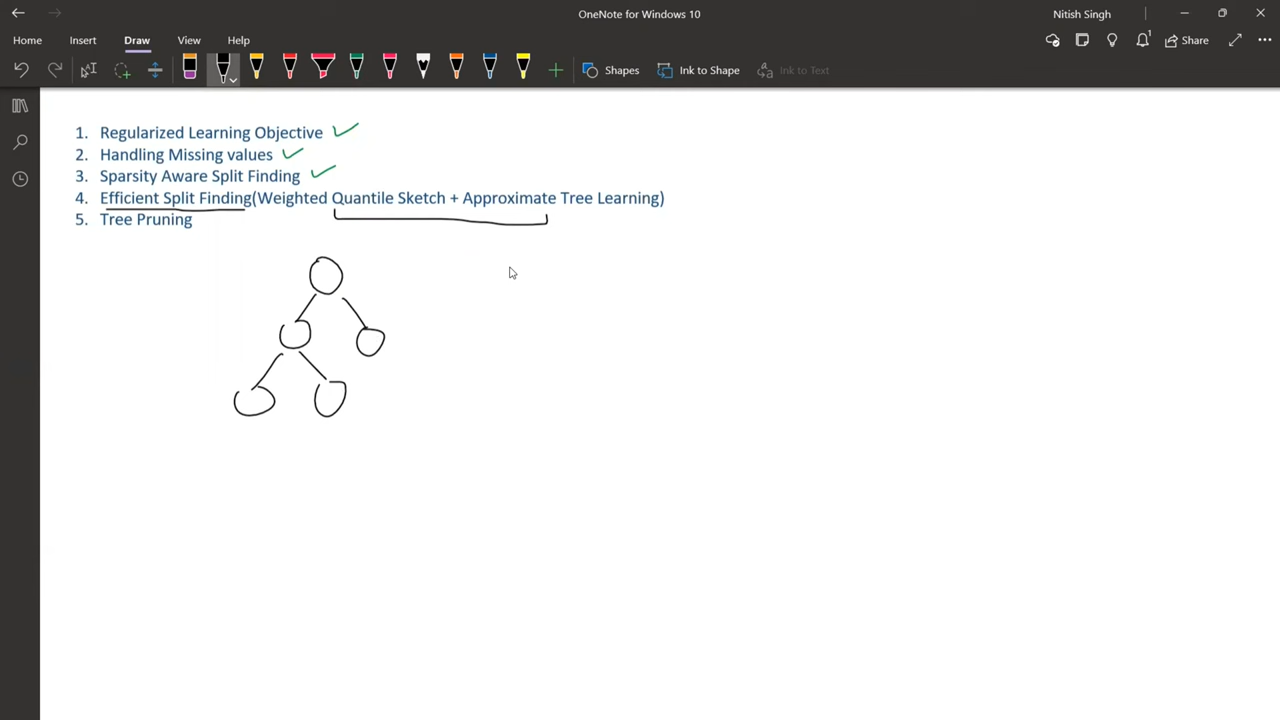 OneNote for Windows 10
Nitish Singh
Home Insert Draw View Help
Share
Shapes Ink to Shape Ink to Text
1. Regularized Learning Objective
2. Handling Missing values
3. Sparsity Aware Split Finding
4. Efficient Split Finding(Weighted Quantile Sketch + Approximate Tree Learning)
5. Tree Pruning